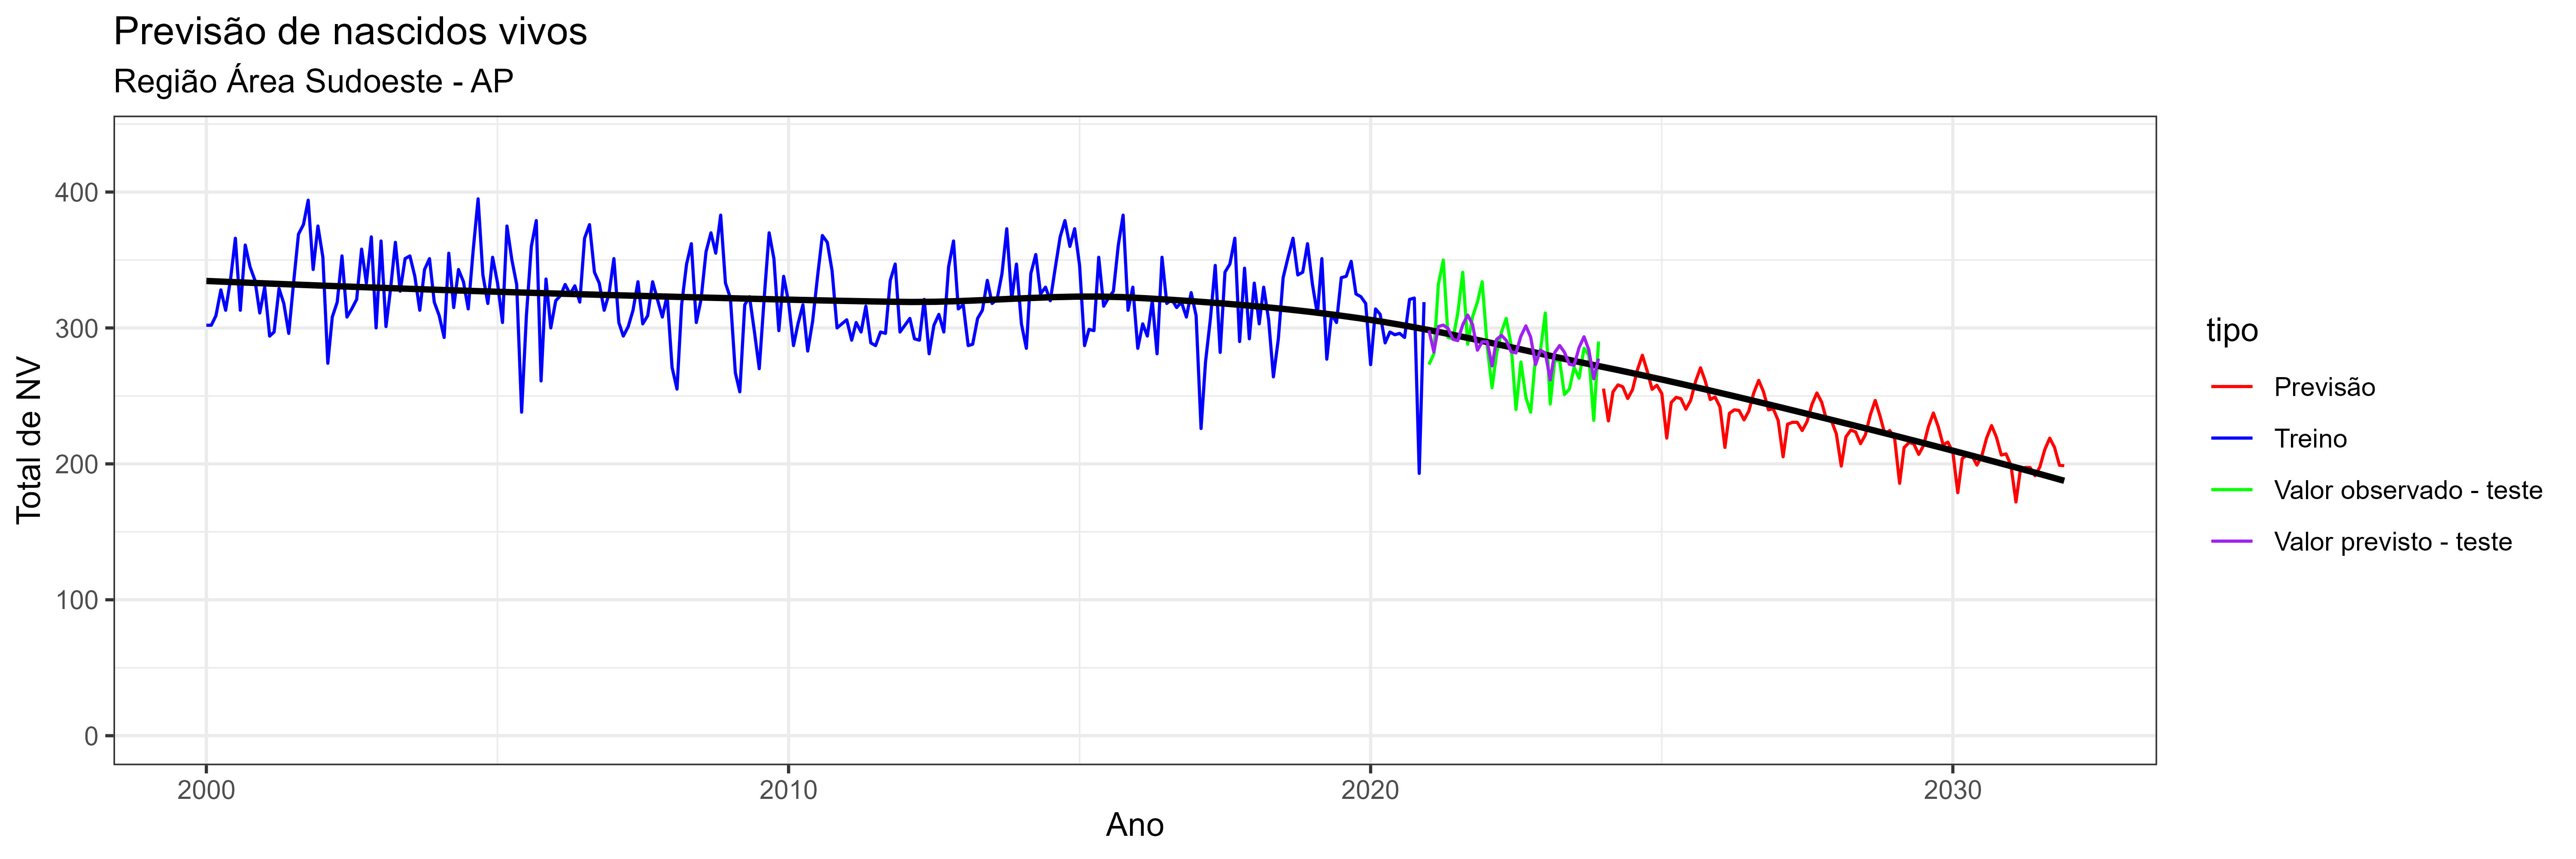 Previsão de nascidos vivos
Região Área Sudoeste - AP
Total de NV
400
300
200
100
0
2000
2010
2020
2030
Ano
tipo
Previsão
Treino
Valor observado - teste
Valor previsto - teste